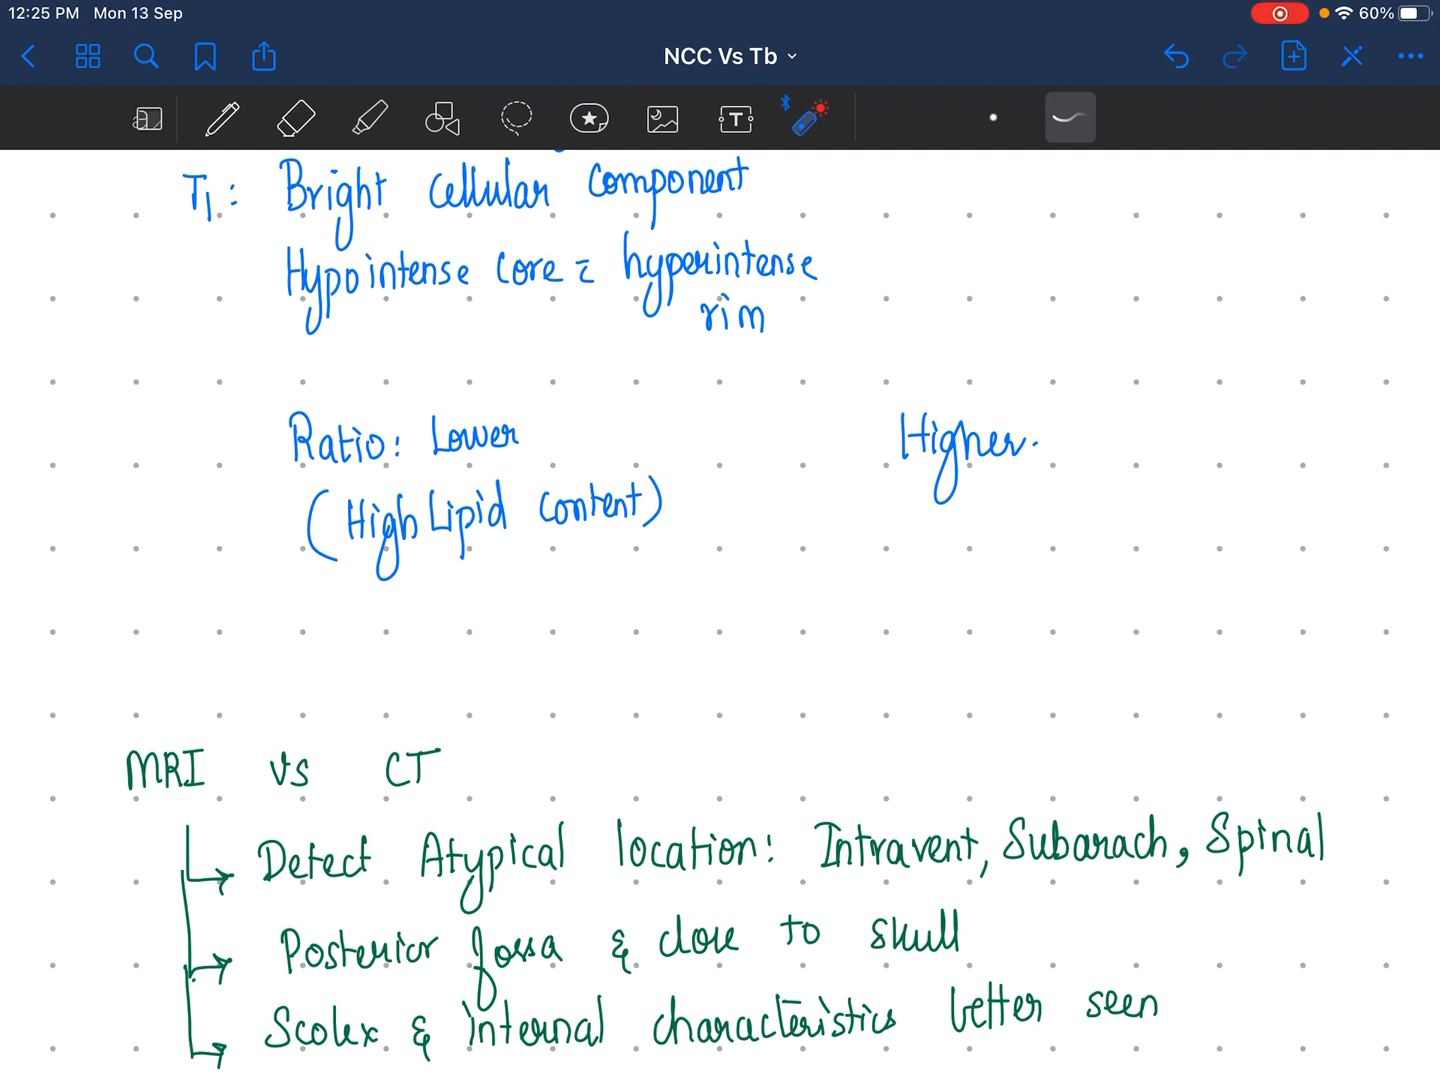 12:25 PM Mon 13 Sep
60%
NCC Vs Tb
T
T1: Bright cellular component
Hypointense core c̄ hyperintense
rim
Ratio: Lower
Higher.
(High Lipid content)
MRI vs CT
Detect Atypical location: Intravent, Subarach, Spinal
Posterior fossa & close to skull
Scolex & internal characteristics better seen